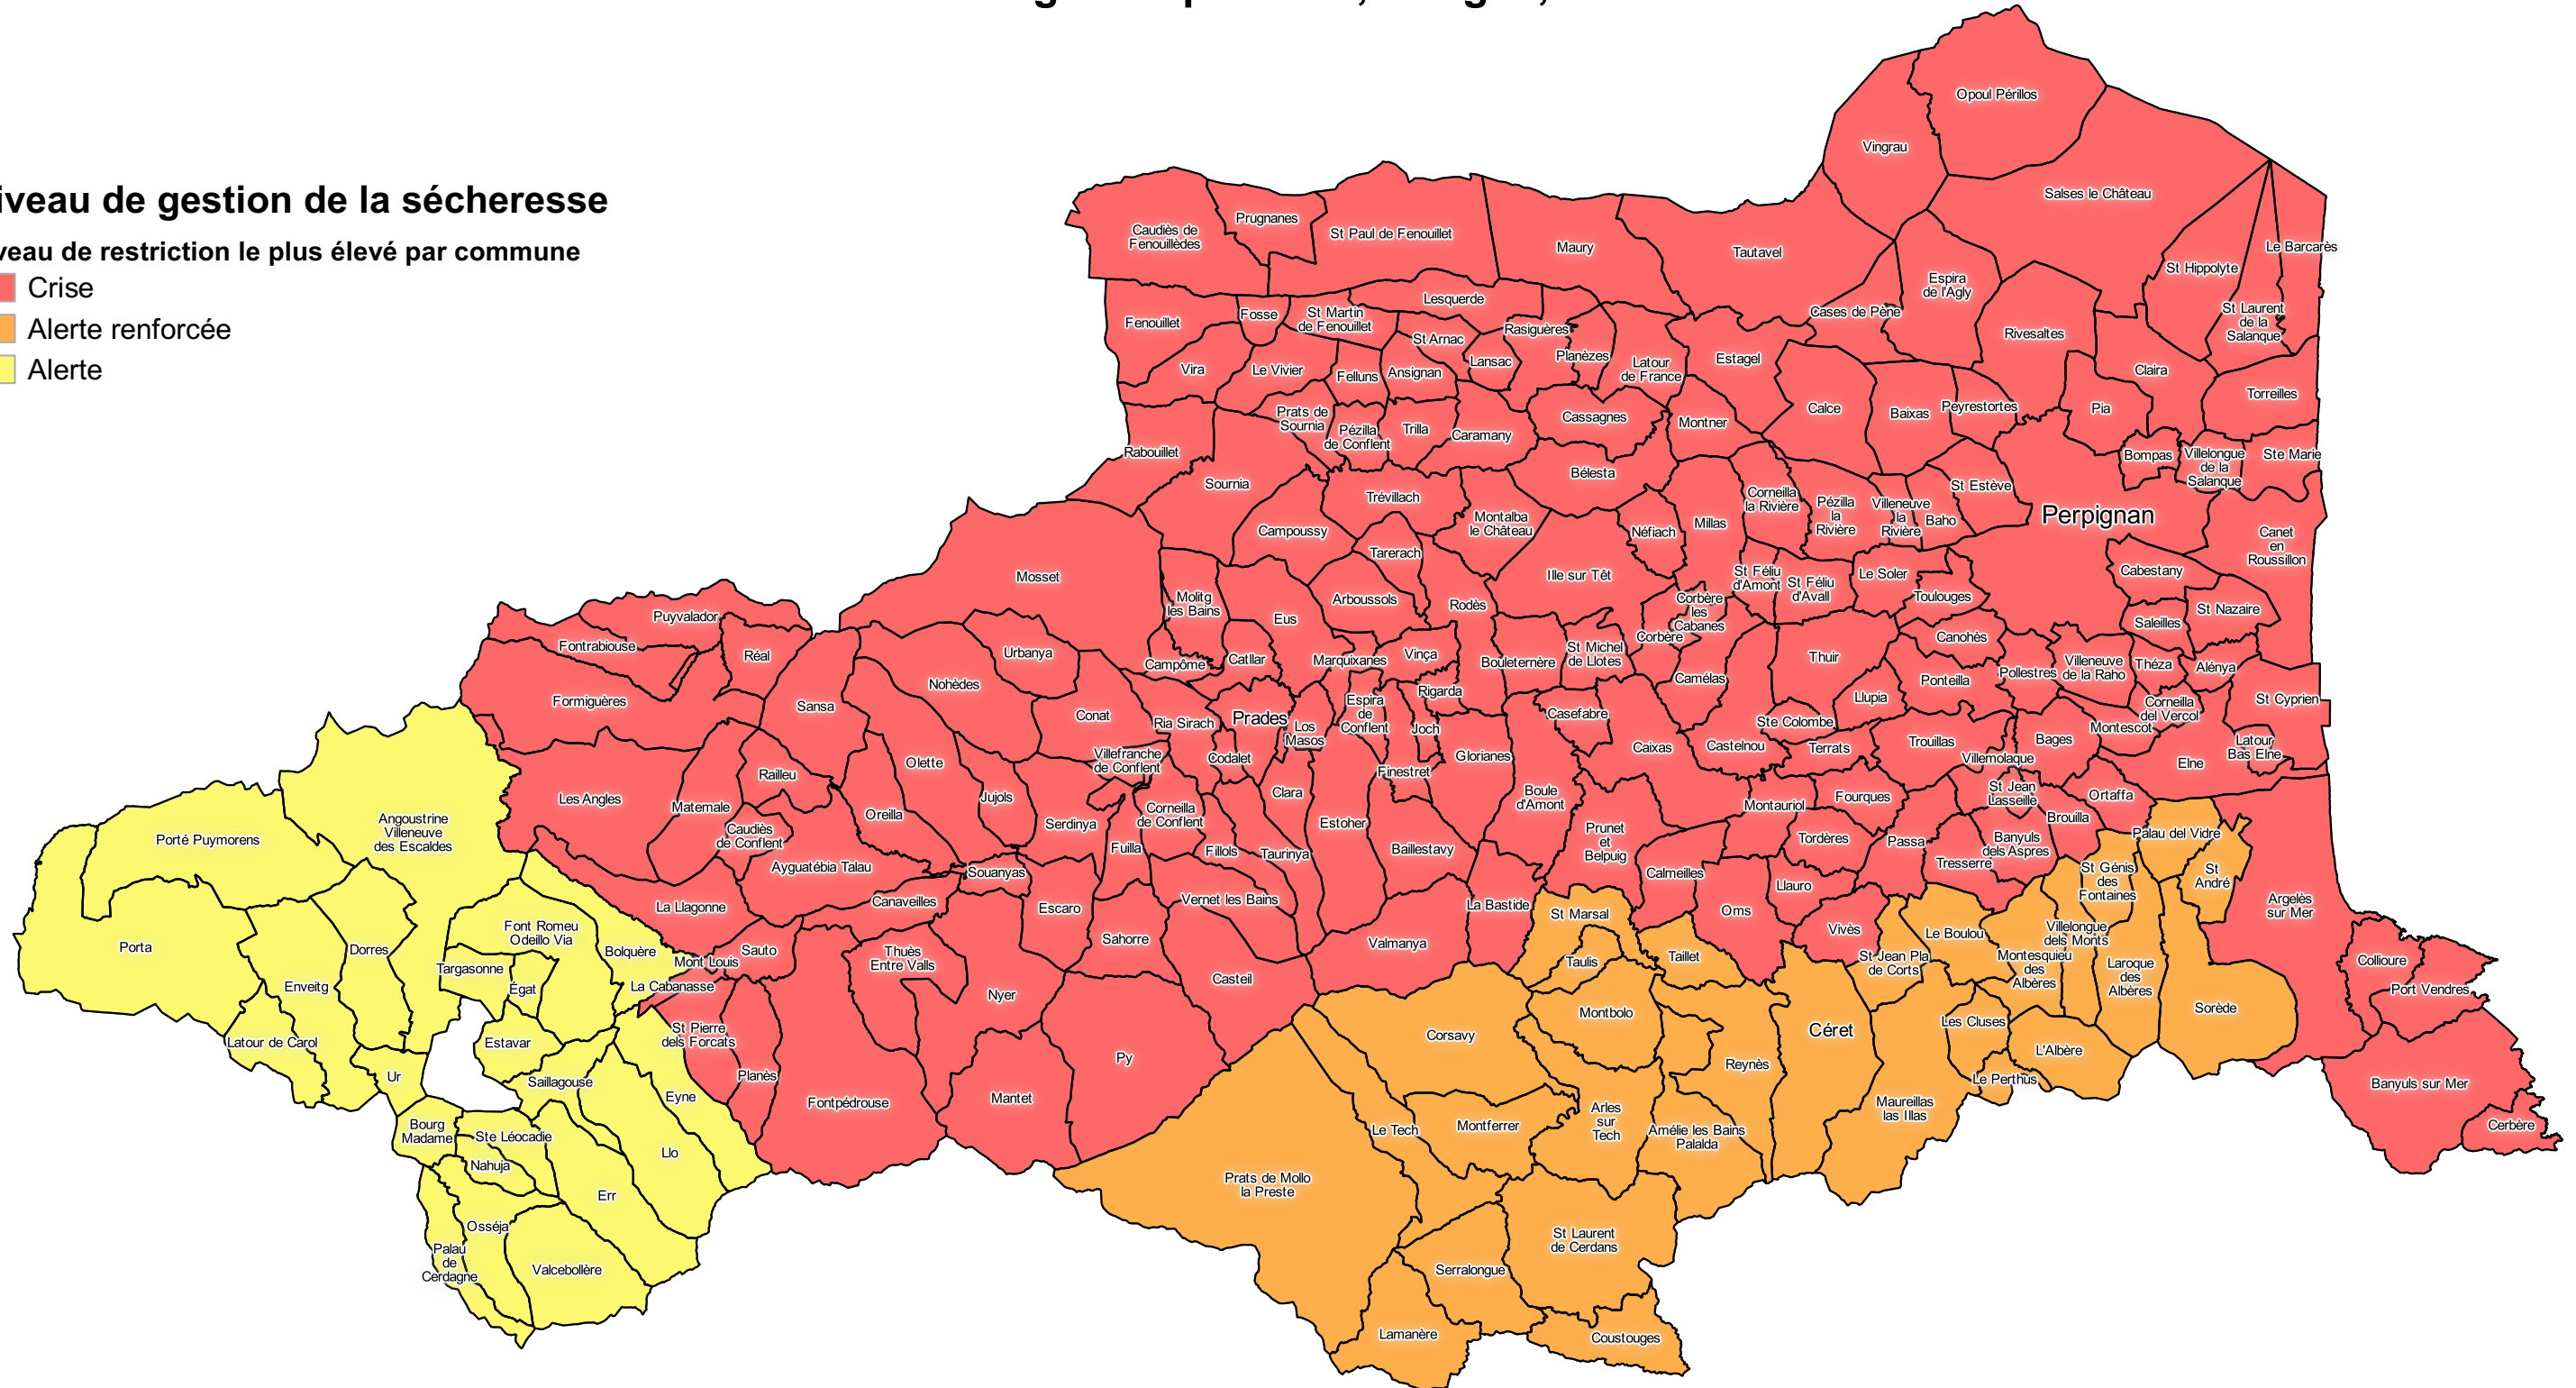 iveau de gestion de la sécheresse
veau de restriction le plus élevé par commune
Crise
Alerte renforcée
Alerte
Opoul Périllos
Vingrau
Salses le Château
Prugnanes
Caudiès de
Fenouillèdes
St Paul de Fenouillet
Maury
Tautavel
Le Barcarès
St Hippolyte
Espira
de l'Agly
Lesquerde
Cases de Pène
St Laurent
de la
Salanque
Fenouillet
Fosse
St Martin
de Fenouillet
Rasiguères
Rivesaltes
St Arnac
Lansac
Planèzes
Latour
de France
Estagel
Vira
Le Vivier
Felluns
Ansignan
Claira
Torreilles
Prats de
Sournia
Pézilla
de Conflent
Trilla
Caramany
Cassagnes
Montner
Calce
Baixas
Peyrestortes
Pia
Rabouillet
Bompas
Villelongue
de la
Salanque
Ste Marie
Sournia
Trévillach
Bélesta
Corneilla
la Rivière
Pézilla
la
Rivière
Villeneuve
la
Rivière
Baho
St Estève
Perpignan
Campoussy
Montalba
le Château
Néfiach
Millas
Canet
en
Roussillon
Tarerach
Mosset
Ille sur Têt
St Féliu
d'Amont
St Féliu
d'Avall
Le Soler
Toulouges
Cabestany
Molitg
les Bains
Arboussols
Rodès
Corbère
les
Cabanes
St Nazaire
Puyvalador
Eus
Saleilles
Fontrabiouse
Réal
Urbanya
Campôme
Catllar
Marquixanes
Vinça
Bouleternère
St Michel
de Llotes
Corbère
Camélas
Thuir
Canohès
Pollestres
Villeneuve
de la Raho
Théza
Alénya
Nohèdes
Formiguères
Sansa
Conat
Ria Sirach
Prades
Los
Masos
Espira
de
Conflent
Rigarda
Joch
Casefabre
Llupia
Ponteilla
Corneilla
del Vercol
St Cyprien
Ste Colombe
Montescot
Villefranche
de Conflent
Codalet
Finestret
Glorianes
Caixas
Castelnou
Terrats
Trouillas
Villemolaque
Bages
Latour
Bas Elne
Elne
Olette
Railleu
Les Angles
Matemale
Jujols
Clara
Boule
d'Amont
Montauriol
Fourques
St Jean
Lasseille
Ortaffa
Angoustrine
Villeneuve
des Escaldes
Porté Puymorens
Caudiès
de Conflent
Oreilla
Serdinya
Corneilla
de Conflent
Estoher
Prunet
et
Belpuig
Tordères
Passa
Banyuls
dels Aspres
Brouilla
Palau del Vidre
Fuilla
Fillols
Taurinya
Baillestavy
Tresserre
Ayguatébia Talau
Souanyas
Calmeilles
Llauro
St Génis
des
Fontaines
St
André
Canaveilles
Escaro
Vernet les Bains
La Llagonne
La Bastide
St Marsal
Oms
Argelès
sur Mer
Porta
Dorres
Font Romeu
Odeillo Via
Bolquère
Mont Louis
Sauto
Thuès
Entre Valls
Sahorre
Valmanya
Vivès
Le Boulou
Villelongue
dels Monts
Targasonne
Égat
Enveitg
La Cabanasse
Nyer
Casteil
Taulis
Taillet
St Jean Pla
de Corts
Montesquieu
des
Albères
Laroque
des
Albères
Collioure
Port Vendres
Sorède
Latour de Carol
Estavar
St Pierre
dels Forcats
Corsavy
Montbolo
Céret
Les Cluses
L'Albère
Py
Ur
Saillagouse
Planès
Reynès
Le Perthus
Banyuls sur Mer
Eyne
Fontpédrouse
Mantet
Maureillas
las Illas
Bourg
Madame
Ste Léocadie
Le Tech
Montferrer
Arles
sur
Tech
Amélie les Bains
Palalda
Cerbère
Nahuja
Llo
Err
Prats de Mollo
la Preste
Osséja
Palau
de
Cerdagne
Valcebollère
St Laurent
de Cerdans
Serralongue
Lamanère
Coustouges